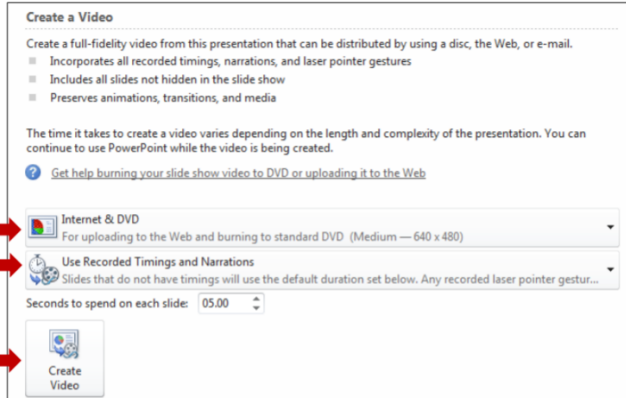 Create a Video
Create a full-fidelity video from this presentation that can be distributed by using a disc, the Web, or e-mail.
Incorporates all recorded timings, narrations, and laser pointer gestures
Includes all slides not hidden in the slide show
Preserves animations, transitions, and media
The time it takes to create a video varies depending on the length and complexity of the presentation. You can
continue to use PowerPoint while the video is being created.
Get help burning your slide show video to DVD or uploading it to the Web
Internet & DVD
For uploading to the Web and burning to standard DVD (Medium — 640 x 480)
Use Recorded Timings and Narrations
Slides that do not have timings will use the default duration set below. Any recorded laser pointer gestur...
Seconds to spend on each slide: 05.00
Create
Video